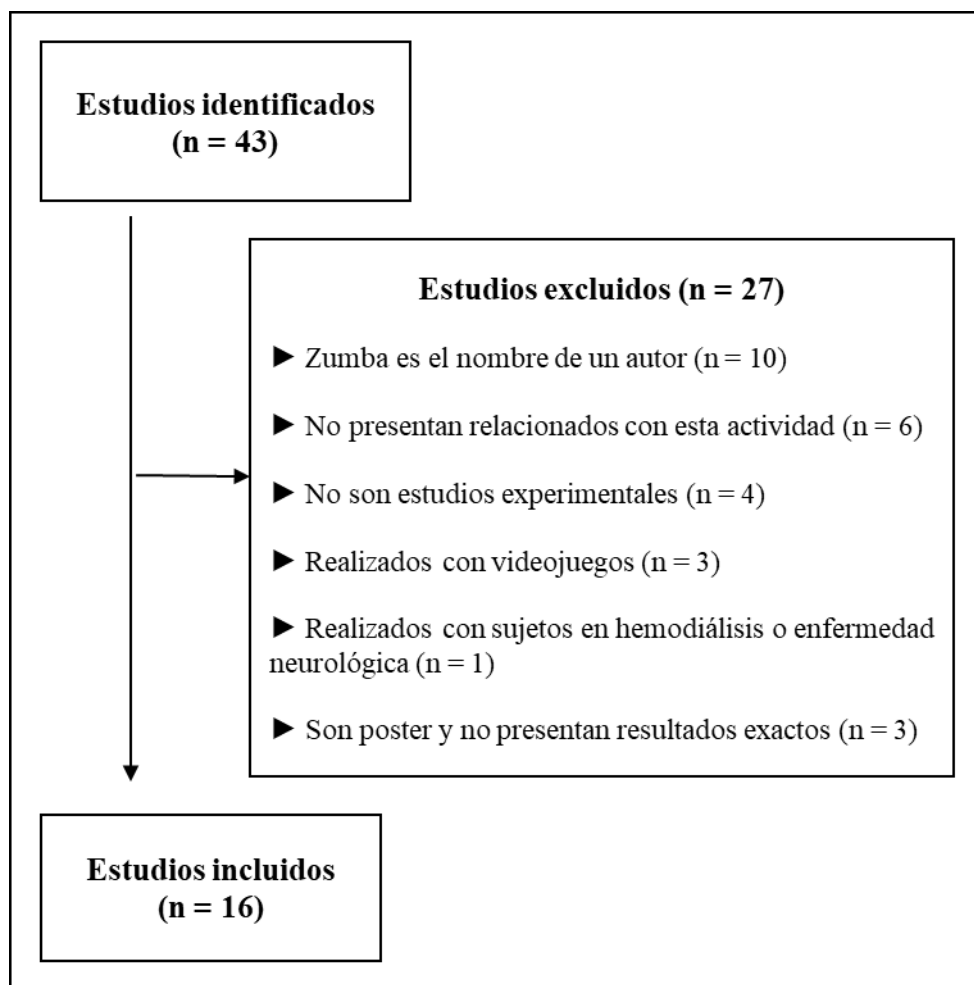 Estudios identificados
(n = 43)
Estudios excluidos (n = 27)
► Zumba es el nombre de un autor (n = 10)
► No presentan relacionados con esta actividad (n = 6)
► No son estudios experimentales (n = 4)
► Realizados con videojuegos (n = 3)
► Realizados con sujetos en hemodiálisis o enfermedad
neurológica (n = 1)
► Son poster y no presentan resultados exactos (n = 3)
Estudios incluidos
(n = 16)